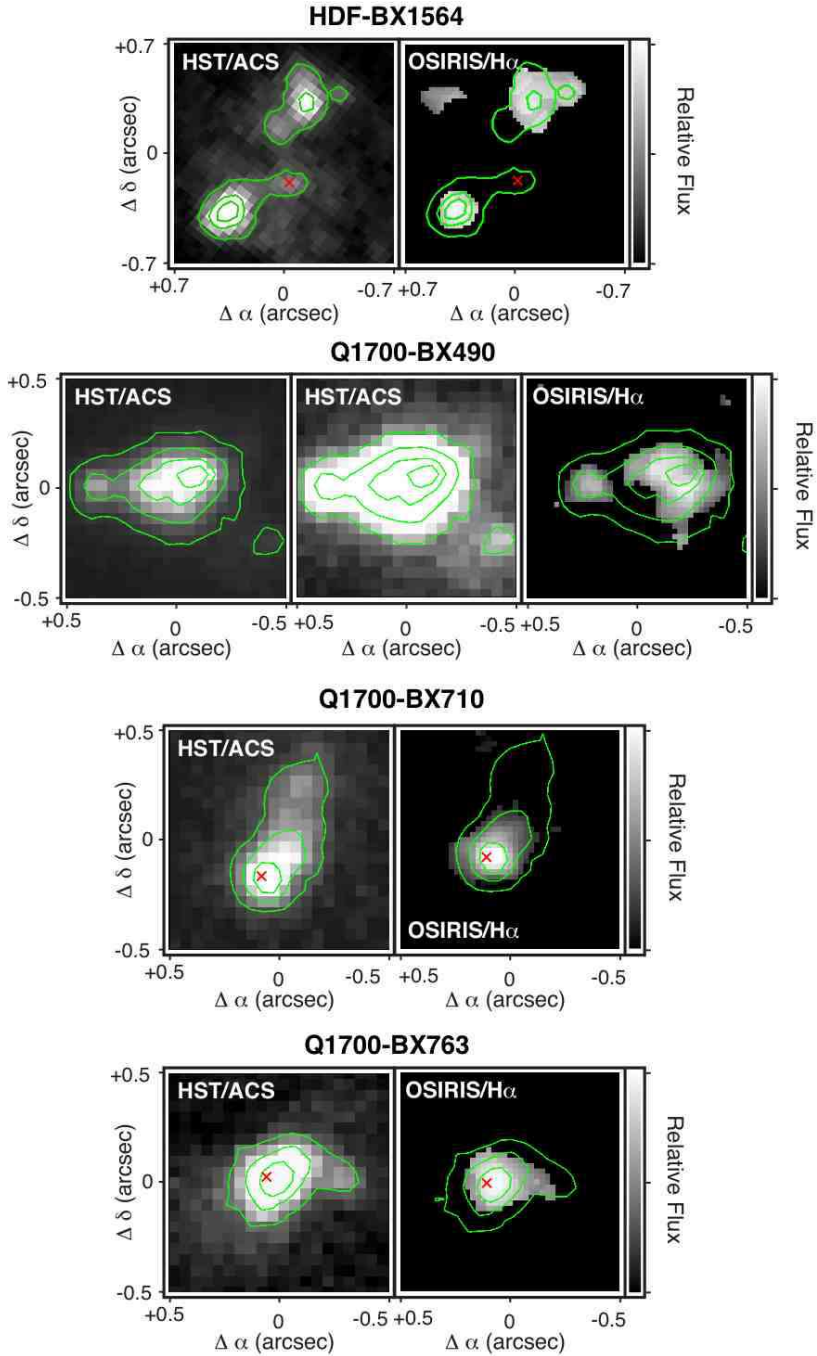 HDF-BX1564
+0.7
HST/ACS
OSIRIS/Hα
0
Δ δ (arcsec)
Relative Flux
-0.7
+0.7
0
-0.7
+0.7
0
-0.7
Δ α (arcsec)
Δ α (arcsec)
Q1700-BX490
+0.5
HST/ACS
HST/ACS
OSIRIS/Hα
0
Δ δ (arcsec)
Relative Flux
-0.5
+0.5
0
-0.5
0
-0.5
+0.5
0
-0.5
Δ α (arcsec)
Δ α (arcsec)
Δ α (arcsec)
Q1700-BX710
+0.5
HST/ACS
0
Δ δ (arcsec)
Relative Flux
OSIRIS/Hα
-0.5
+0.5
0
-0.5
+0.5
0
-0.5
Δ α (arcsec)
Δ α (arcsec)
Q1700-BX763
+0.5
HST/ACS
OSIRIS/Hα
0
Δ δ (arcsec)
Relative Flux
-0.5
+0.5
0
-0.5
+0.5
0
-0.5
Δ α (arcsec)
Δ α (arcsec)